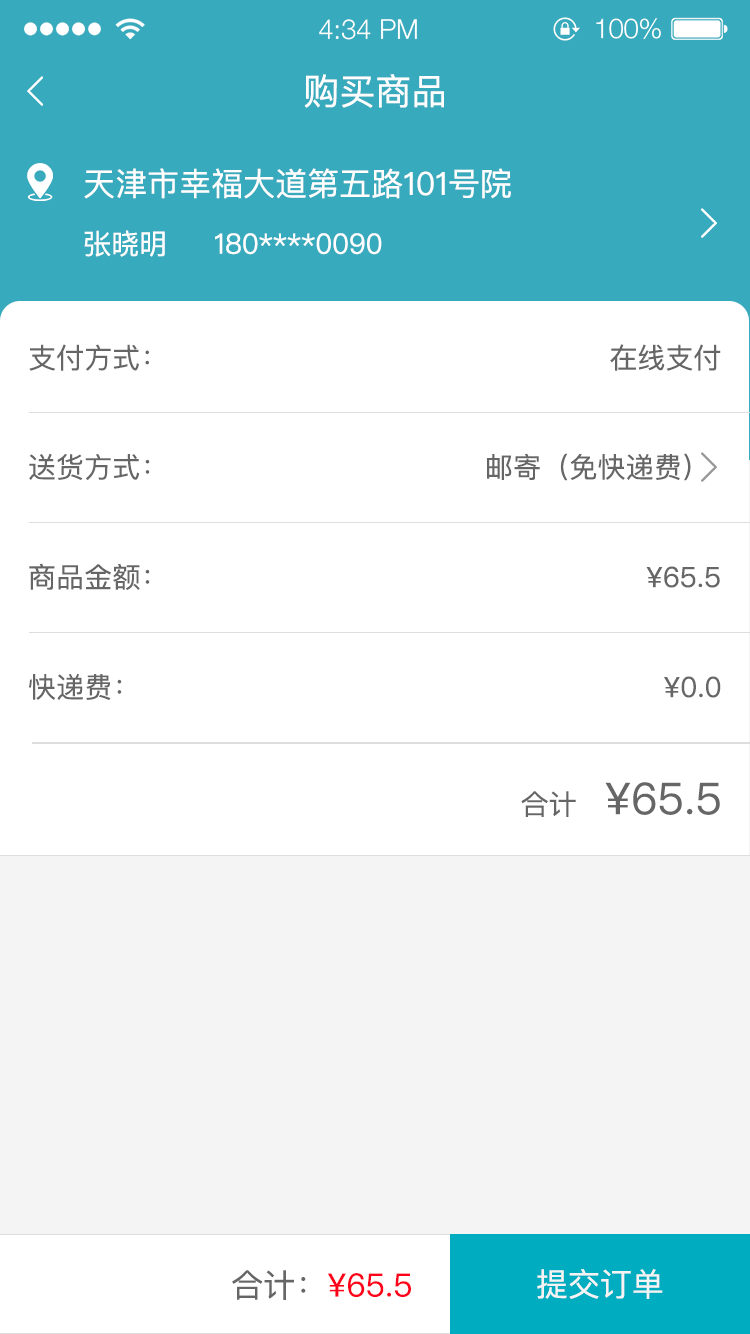 4:34 PM 100%
购买商品
天津市幸福大道第五路101号院
张晓明 180****0090
支付方式： 在线支付
送货方式： 邮寄（免快递费）
商品金额： ¥65.5
快递费： ¥0.0
合计 ¥65.5
合计： ¥65.5 提交订单